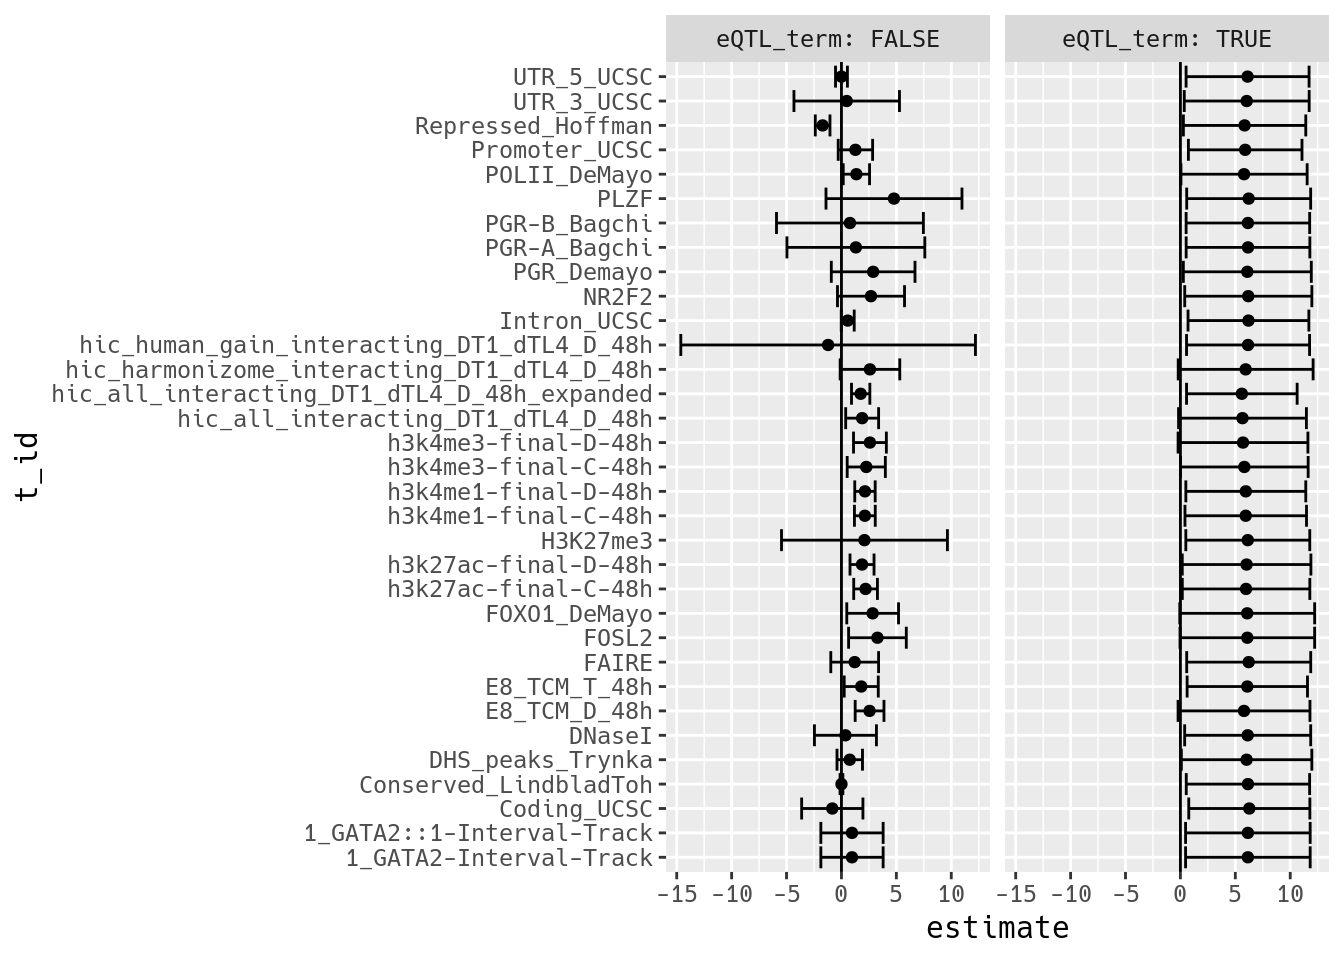 eQTL_term: FALSE
eQTL_term: TRUE
UTR_5_UCSC
UTR_3_UCSC
Repressed_Hoffman
Promoter_UCSC
POLII_DeMayo
PLZF
PGR-B_Bagchi
PGR-A_Bagchi
PGR_Demayo
NR2F2
Intron_UCSC
hic_human_gain_interacting_DT1_dTL4_D_48h
hic_harmonizome_interacting_DT1_dTL4_D_48h
hic_all_interacting_DT1_dTL4_D_48h_expanded
hic_all_interacting_DT1_dTL4_D_48h
h3k4me3-final-D-48h
h3k4me3-final-C-48h
h3k4me1-final-D-48h
h3k4me1-final-C-48h
H3K27me3
h3k27ac-final-D-48h
h3k27ac-final-C-48h
FOXO1_DeMayo
FOSL2
FAIRE
E8_TCM_T_48h
E8_TCM_D_48h
DNaseI
DHS_peaks_Trynka
Conserved_LindbladToh
Coding_UCSC
1_GATA2::1-Interval-Track
1_GATA2-Interval-Track
t_id
-15 -10 -5 0 5 10
-15 -10 -5 0 5 10
estimate